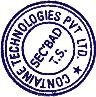 CONTAINE TECHNOLOGIES PVT. LTD.
SEC'BAD
T.S.